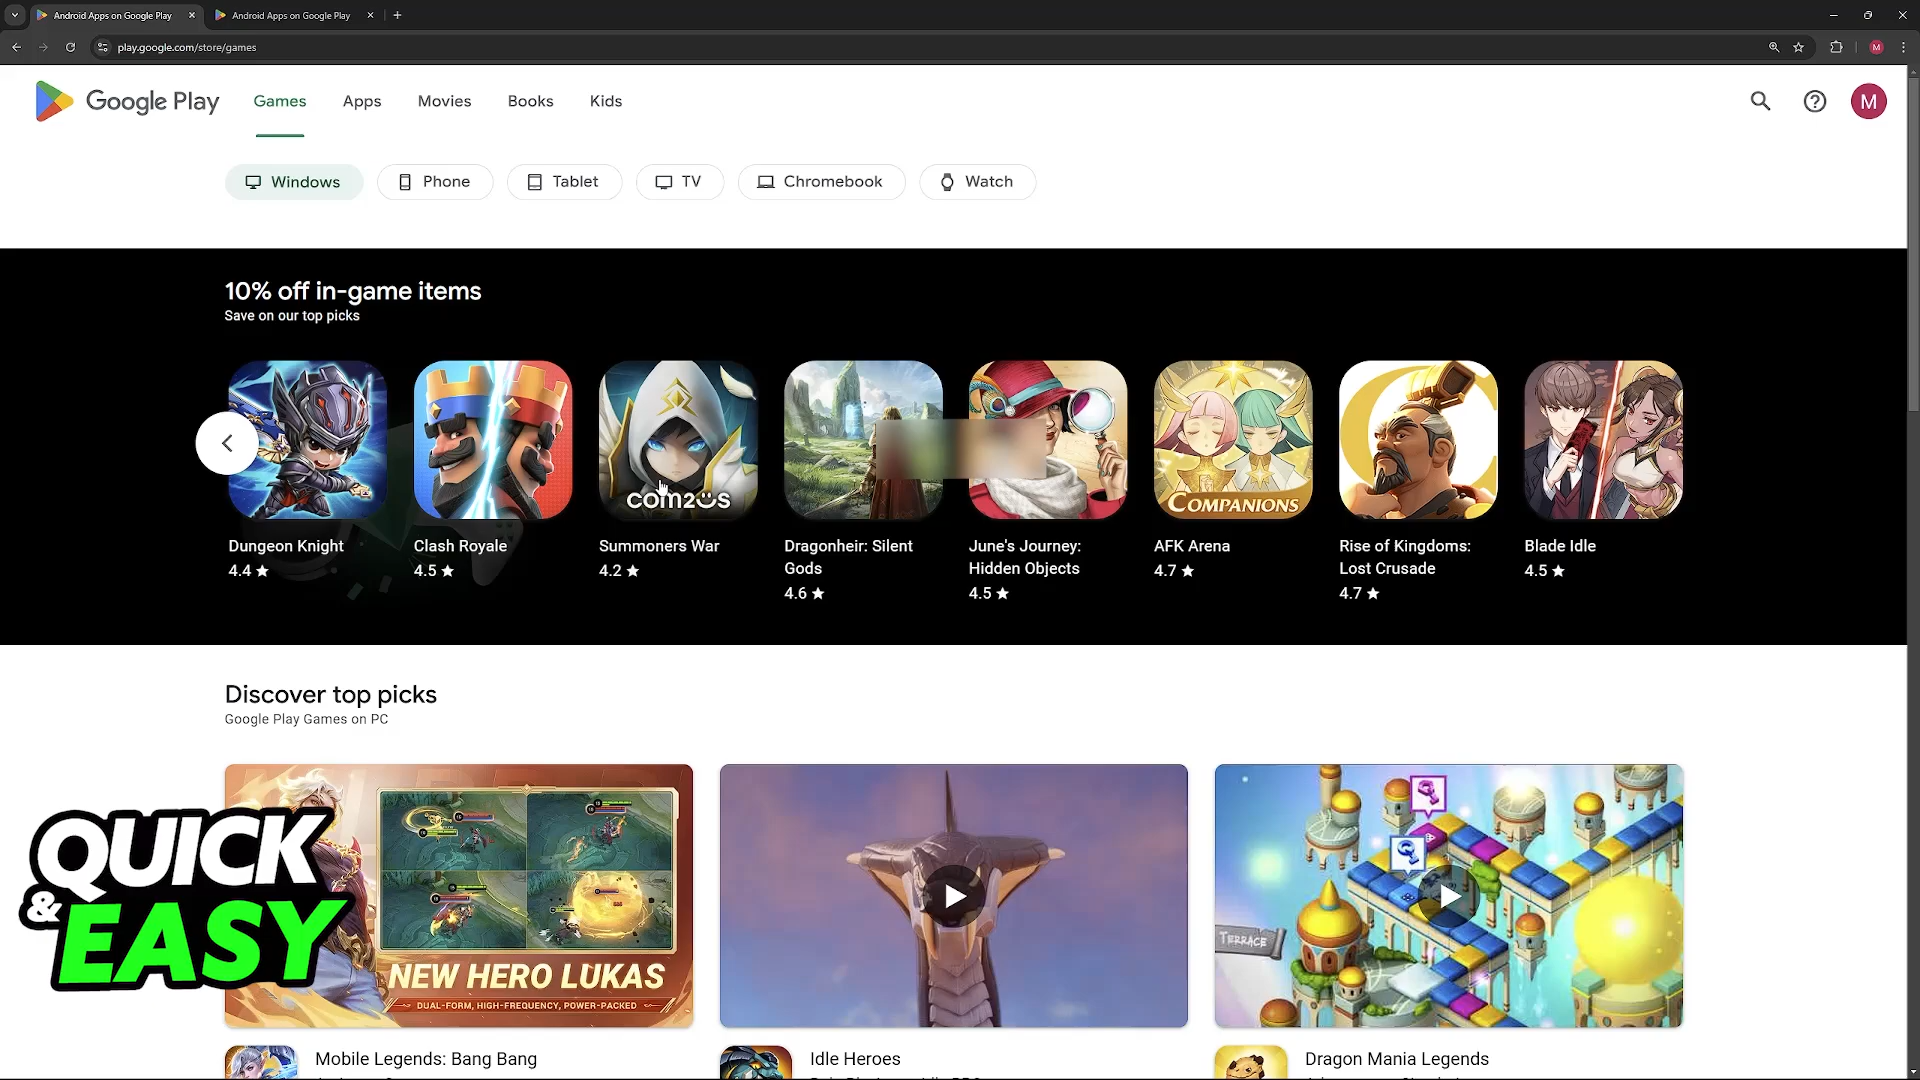 Android Apps on Google Play
Android Apps on Google Play
play.google.com/store/games
M
Google Play
Games
Apps
Movies
Books
Kids
M
Windows
Phone
Tablet
TV
Chromebook
Watch
10% off in-game items
Save on our top picks
com2us
COMPANIONS
Dungeon Knight
4.4 ★
Clash Royale
4.5 ★
Summoners War
4.2 ★
Dragonheir: Silent
Gods
4.6 ★
June's Journey:
Hidden Objects
4.5 ★
AFK Arena
4.7 ★
Rise of Kingdoms:
Lost Crusade
4.7 ★
Blade Idle
4.5 ★
Discover top picks
Google Play Games on PC
QUICK
& EASY
NEW HERO LUKAS
DUAL-FORM, HIGH-FREQUENCY, POWER-PACKED
TERRACE
Mobile Legends: Bang Bang
Idle Heroes
Dragon Mania Legends